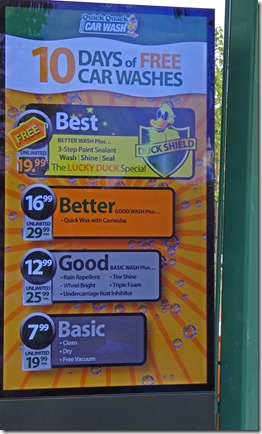 Quick Quack
CAR WASH
10 DAYS of FREE
CAR WASHES
FREE
UNLIMITED
19.99
Best
BETTER WASH Plus...
3-Step Paint Sealant
Wash | Shine | Seal
The LUCKY DUCK Special
DUCK SHIELD
16.99
UNLIMITED
29.99
Better GOOD WASH Plus...
• Quick Wax with Carnauba
12.99
UNLIMITED
25.99
Good BASIC WASH Plus...
• Rain Repellent • Tire Shine
• Wheel Bright • Triple Foam
• Undercarriage Rust Inhibitor
7.99
UNLIMITED
19.99
Basic
• Clean
• Dry
• Free Vacuum